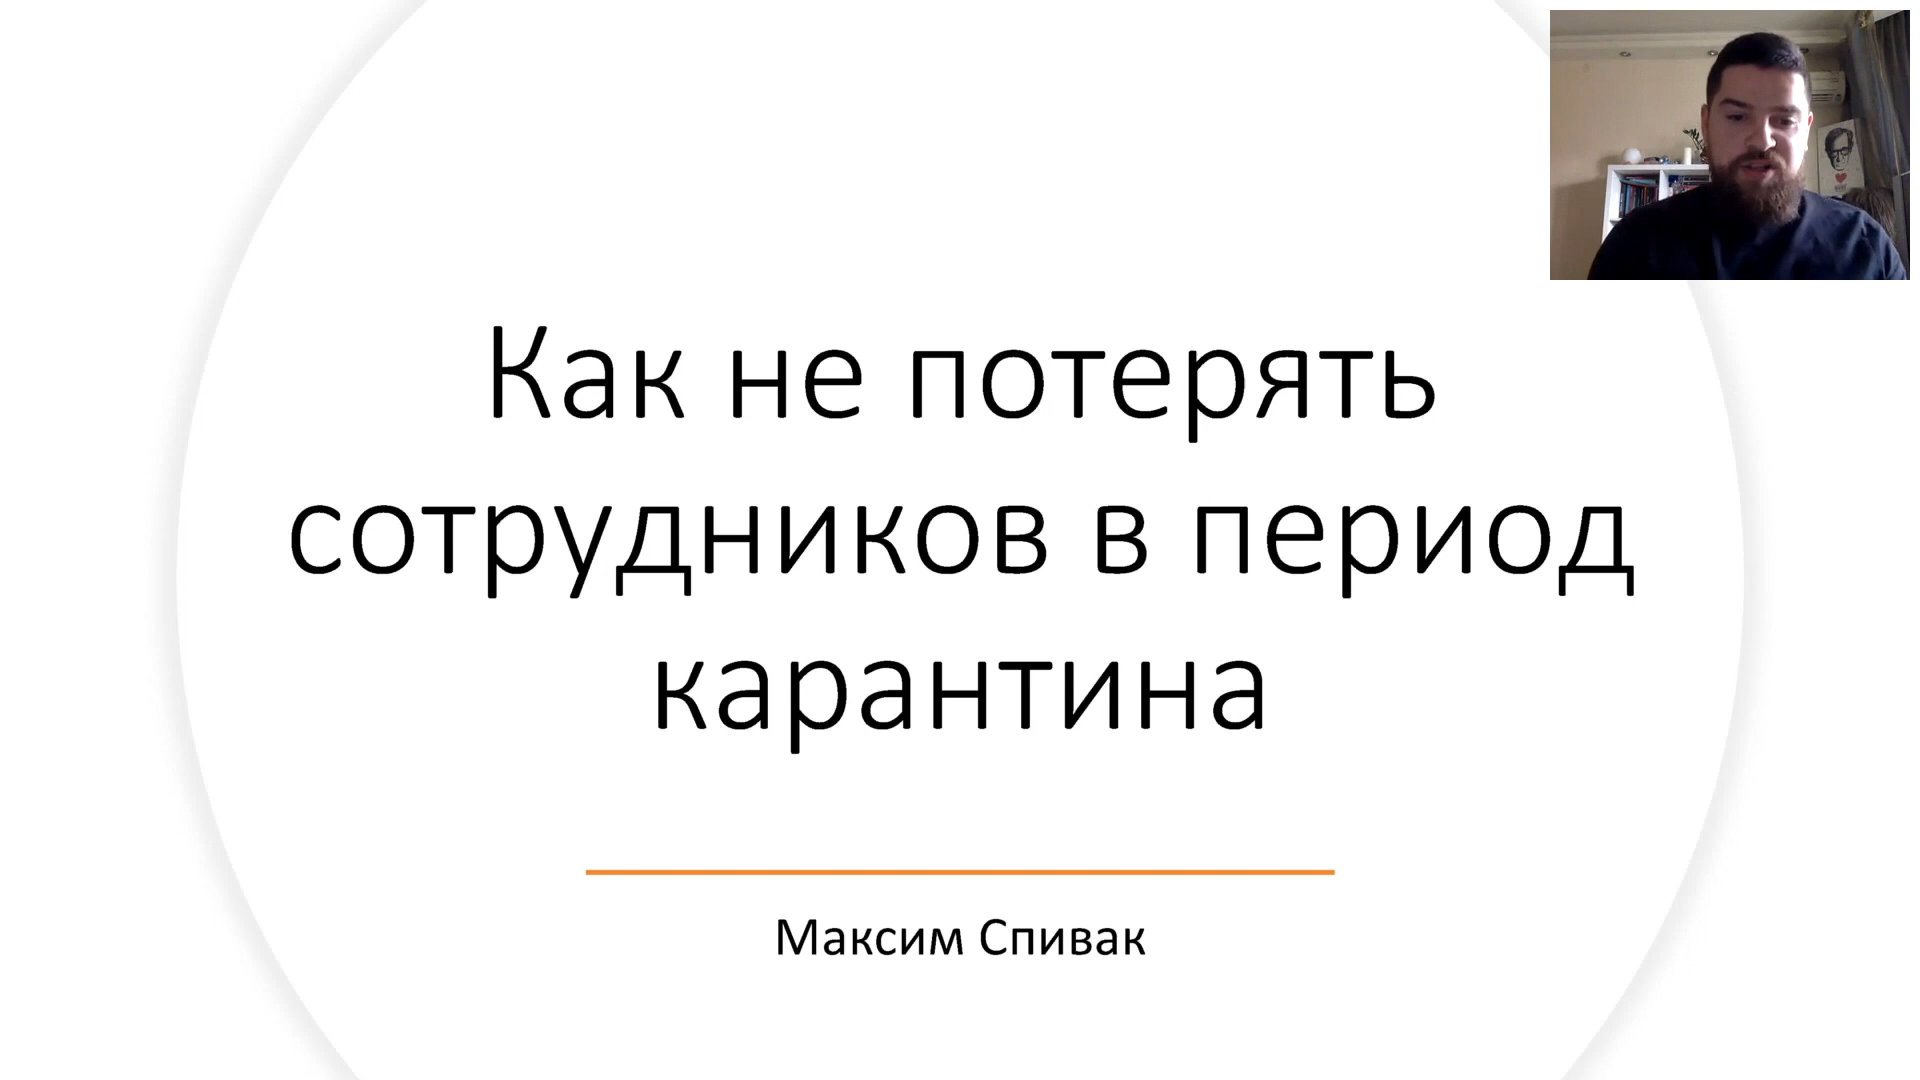 Как не потерять
сотрудников в период
карантина
Максим Спивак